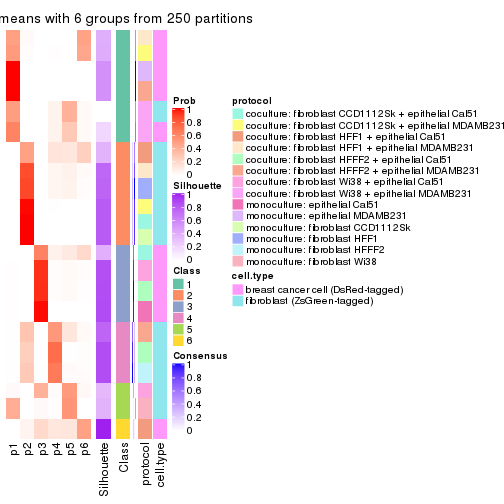 means with 6 groups from 250 partitions
Prob
1
0.8
0.6
0.4
0.2
0
Silhouette
1
0.8
0.6
0.4
0.2
0
Class
1
2
3
4
5
6
Consensus
1
0.8
0.6
0.4
0.2
0
protocol
coculture: fibroblast CCD1112Sk + epithelial Cal51
coculture: fibroblast CCD1112Sk + epithelial MDAMB231
coculture: fibroblast HFF1 + epithelial Cal51
coculture: fibroblast HFF1 + epithelial MDAMB231
coculture: fibroblast HFFF2 + epithelial Cal51
coculture: fibroblast HFFF2 + epithelial MDAMB231
coculture: fibroblast Wi38 + epithelial Cal51
coculture: fibroblast Wi38 + epithelial MDAMB231
monoculture: epithelial Cal51
monoculture: epithelial MDAMB231
monoculture: fibroblast CCD1112Sk
monoculture: fibroblast HFF1
monoculture: fibroblast HFFF2
monoculture: fibroblast Wi38
cell.type
breast cancer cell (DsRed-tagged)
fibroblast (ZsGreen-tagged)
p1
p2
p3
p4
p5
p6
Silhouette
Class
protocol
cell.type